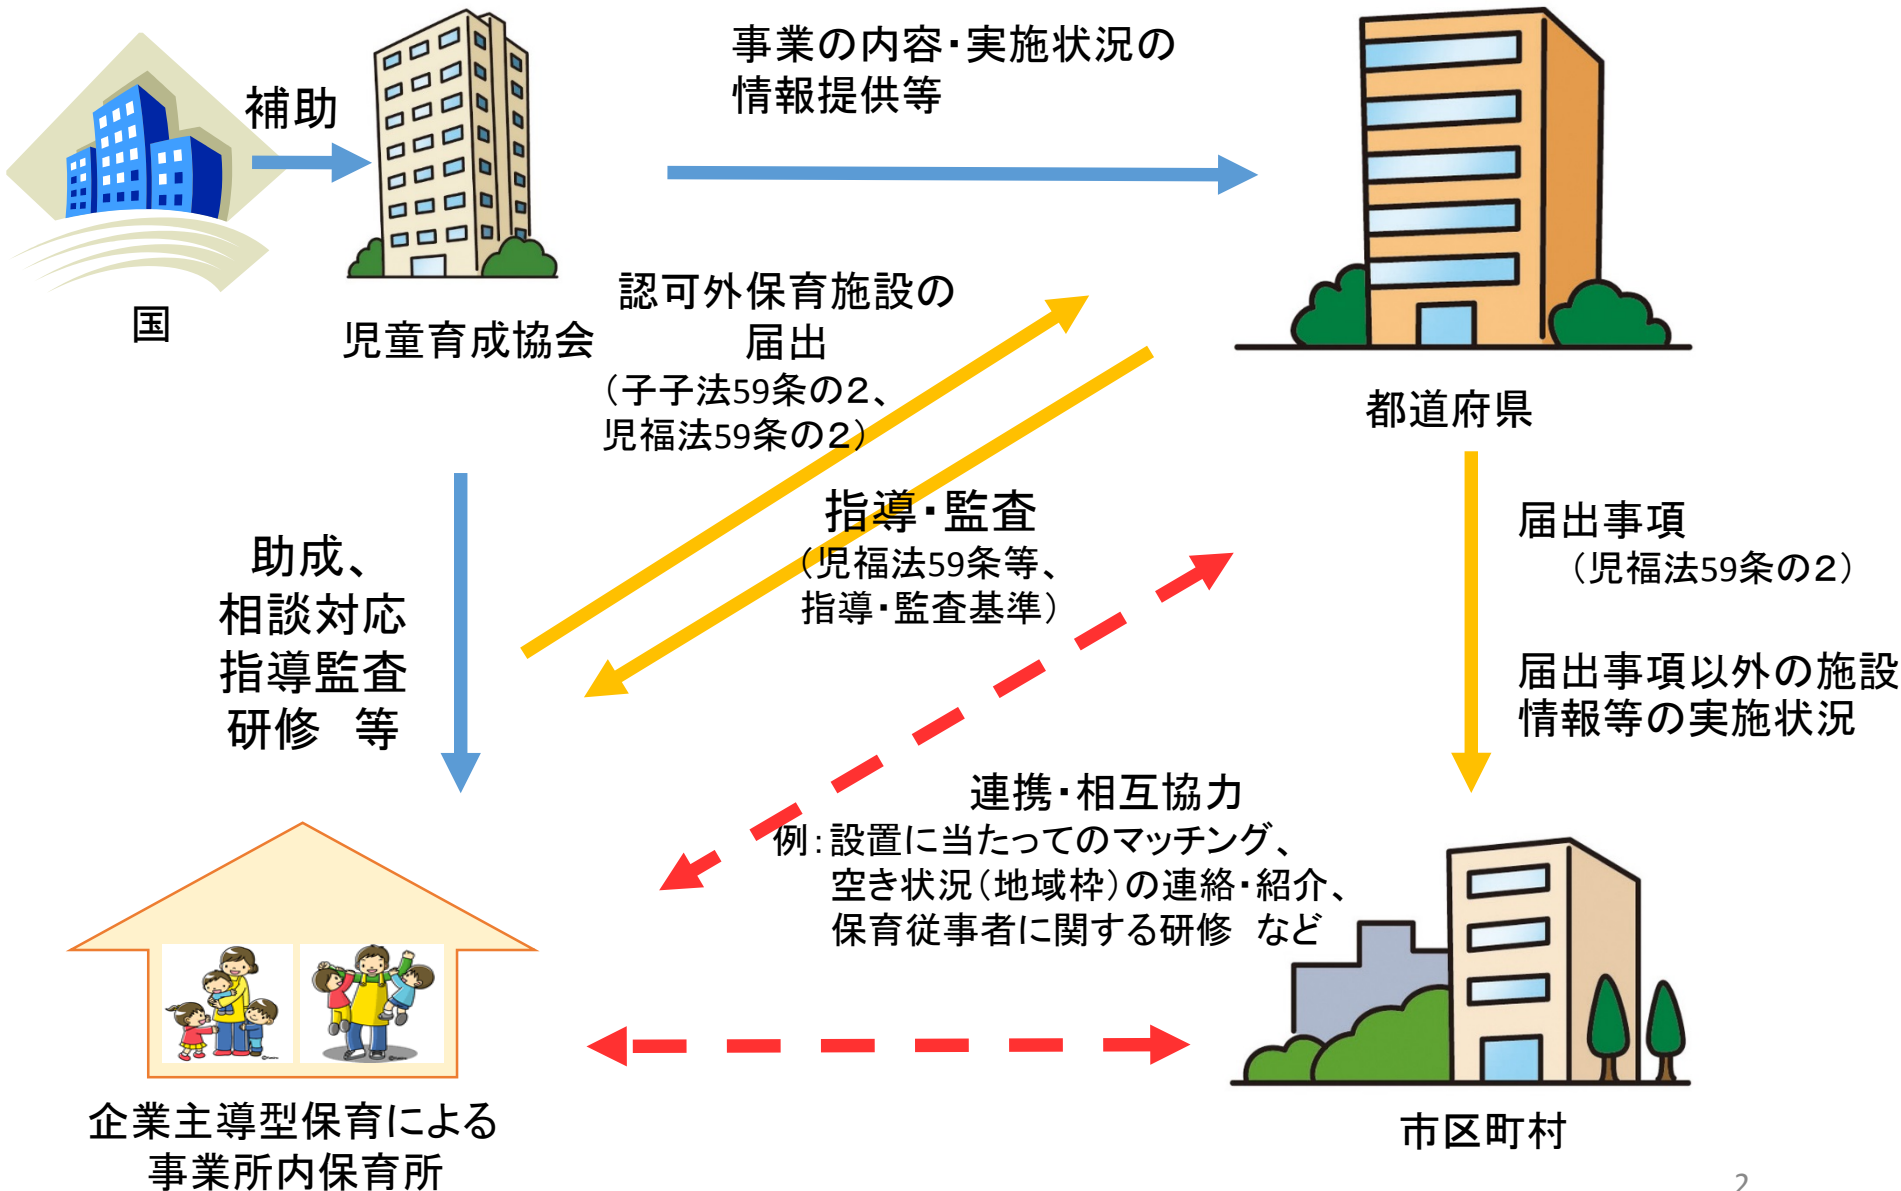 補助
国
児童育成協会
事業の内容・実施状況の
情報提供等
都道府県
認可外保育施設の
届出
（子子法59条の２、
児福法59条の２）
指導・監査
（児福法59条等、
指導・監査基準）
助成、
相談対応
指導監査
研修　等
届出事項
（児福法59条の２）
届出事項以外の施設
情報等の実施状況
連携・相互協力
例：設置に当たってのマッチング、
空き状況（地域枠）の連絡・紹介、
保育従事者に関する研修　など
企業主導型保育による
事業所内保育所
市区町村
2